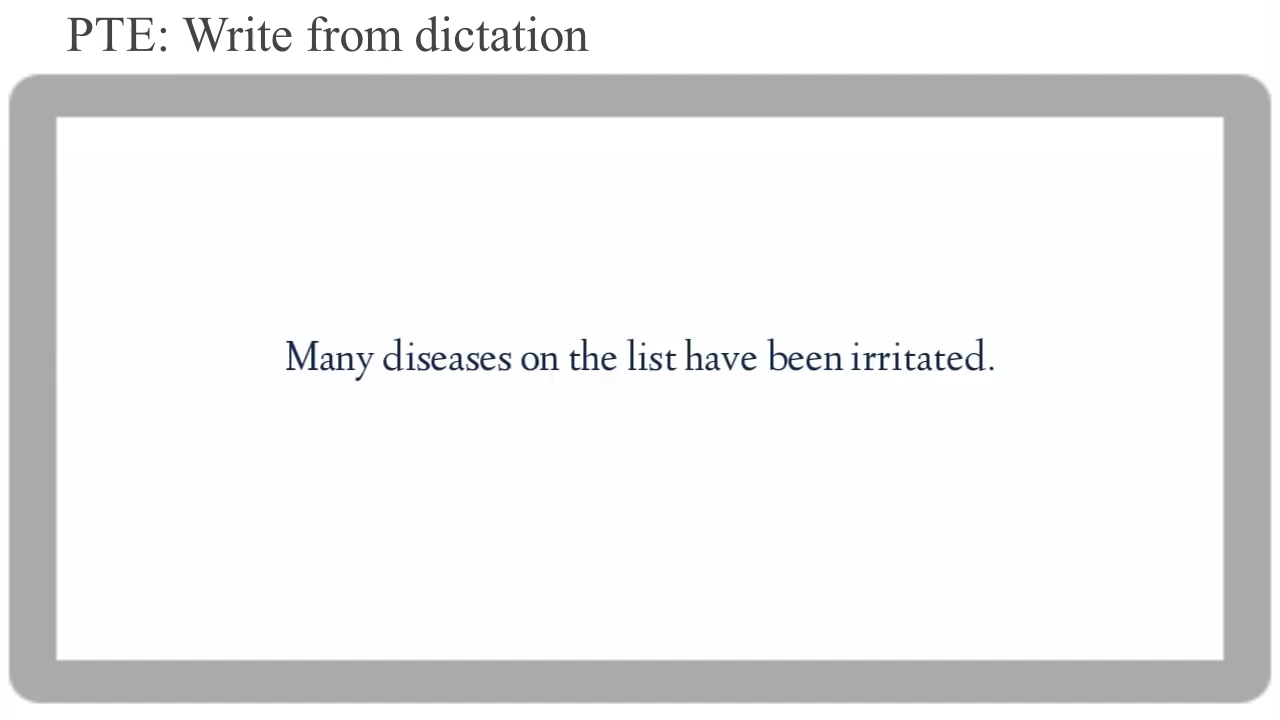 PTE: Write from dictation
Many diseases on the list have been irritated.